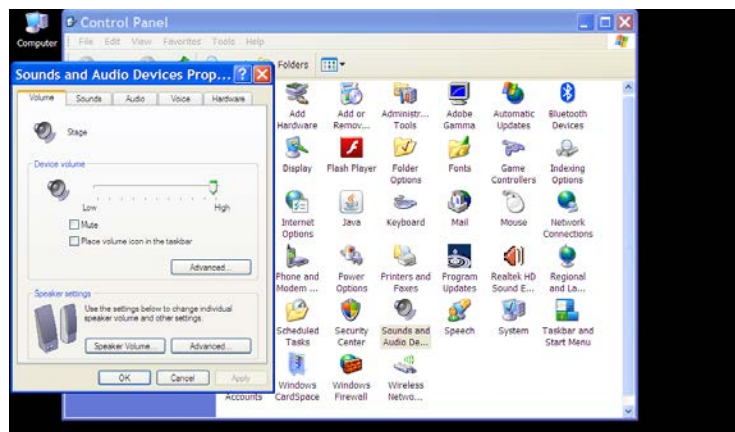 Computer
Control Panel
File Edit View Favorites Tools Help
Folders
Sounds and Audio Devices Prop...
Volume Sounds Audio Voice Hardware
Stage
Device volume
Low High
Mute
Place volume icon in the taskbar
Advanced...
Speaker settings
Use the settings below to change individual
speaker volume and other settings.
Speaker Volume... Advanced...
OK Cancel Apply
Add Hardware
Add or Remov...
Administr... Tools
Adobe Gamma
Automatic Updates
Bluetooth Devices
Display
Flash Player
Folder Options
Fonts
Game Controllers
Indexing Options
Internet Options
Java
Keyboard
Mail
Mouse
Network Connections
Phone and Modem ...
Power Options
Printers and Faxes
Program Updates
Realtek HD Sound E...
Regional and La...
Scheduled Tasks
Security Center
Sounds and Audio De...
Speech
System
Taskbar and Start Menu
Accounts
Windows CardSpace
Windows Firewall
Wireless Netwo...